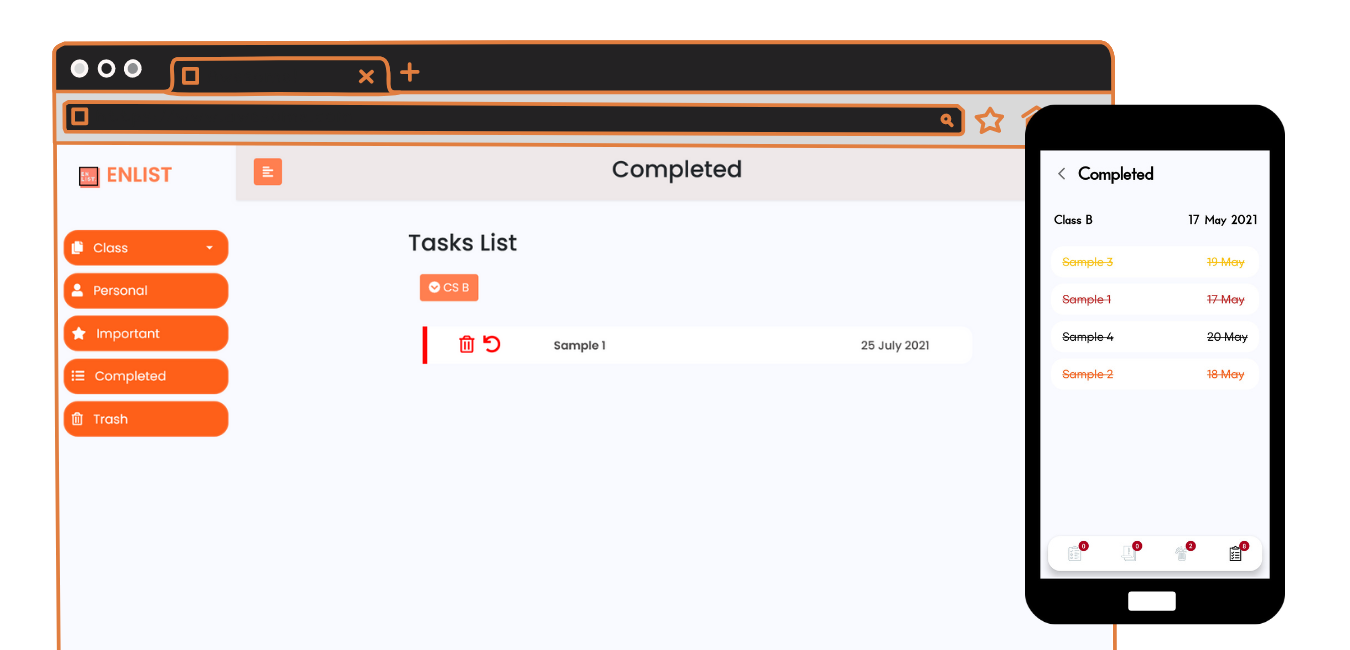 ENLIST
Completed
Class
Personal
Important
Completed
Trash
Tasks List
CS B
Sample 1 25 July 2021
Completed
Class B 17 May 2021
Sample 3 19 May
Sample 1 17 May
Sample 4 20 May
Sample 2 18 May
0 0 2 0